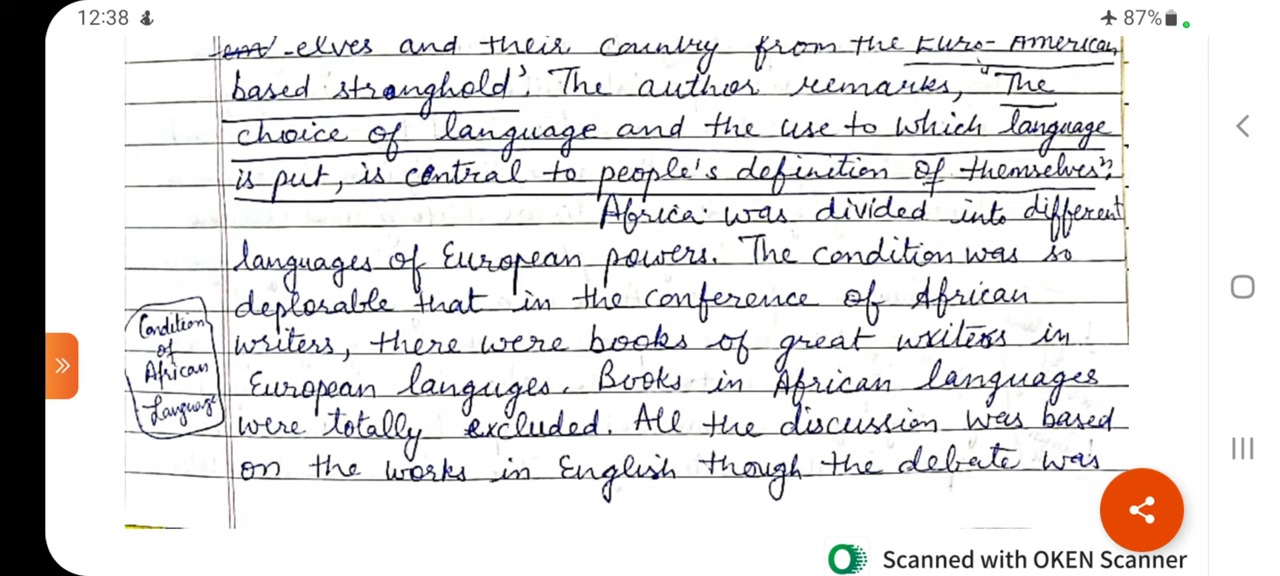 12:38
87%
-elves and their country from the Euro-American
based 'stronghold'. The author remarks, "The
choice of language and the use to which language
is put, is central to people's definition of themselves".
Africa was divided into different
languages of European powers. The condition was so
deplorable that in the conference of African
writers, there were books of great writers in
European languges. Books in African languages
were totally excluded. All the discussion was based
on the works in English though the debate was
Condition
of
African
Language
Scanned with OKEN Scanner